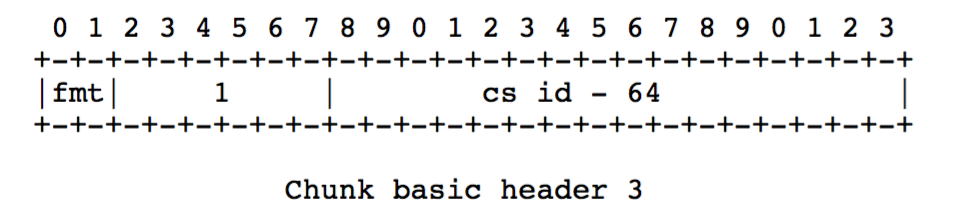 0 1 2 3 4 5 6 7 8 9 0 1 2 3 4 5 6 7 8 9 0 1 2 3
+-+-+-+-+-+-+-+-+-+-+-+-+-+-+-+-+-+-+-+-+-+-+-+-+
|fmt|     1     |        cs id - 64             |
+-+-+-+-+-+-+-+-+-+-+-+-+-+-+-+-+-+-+-+-+-+-+-+-+
Chunk basic header 3